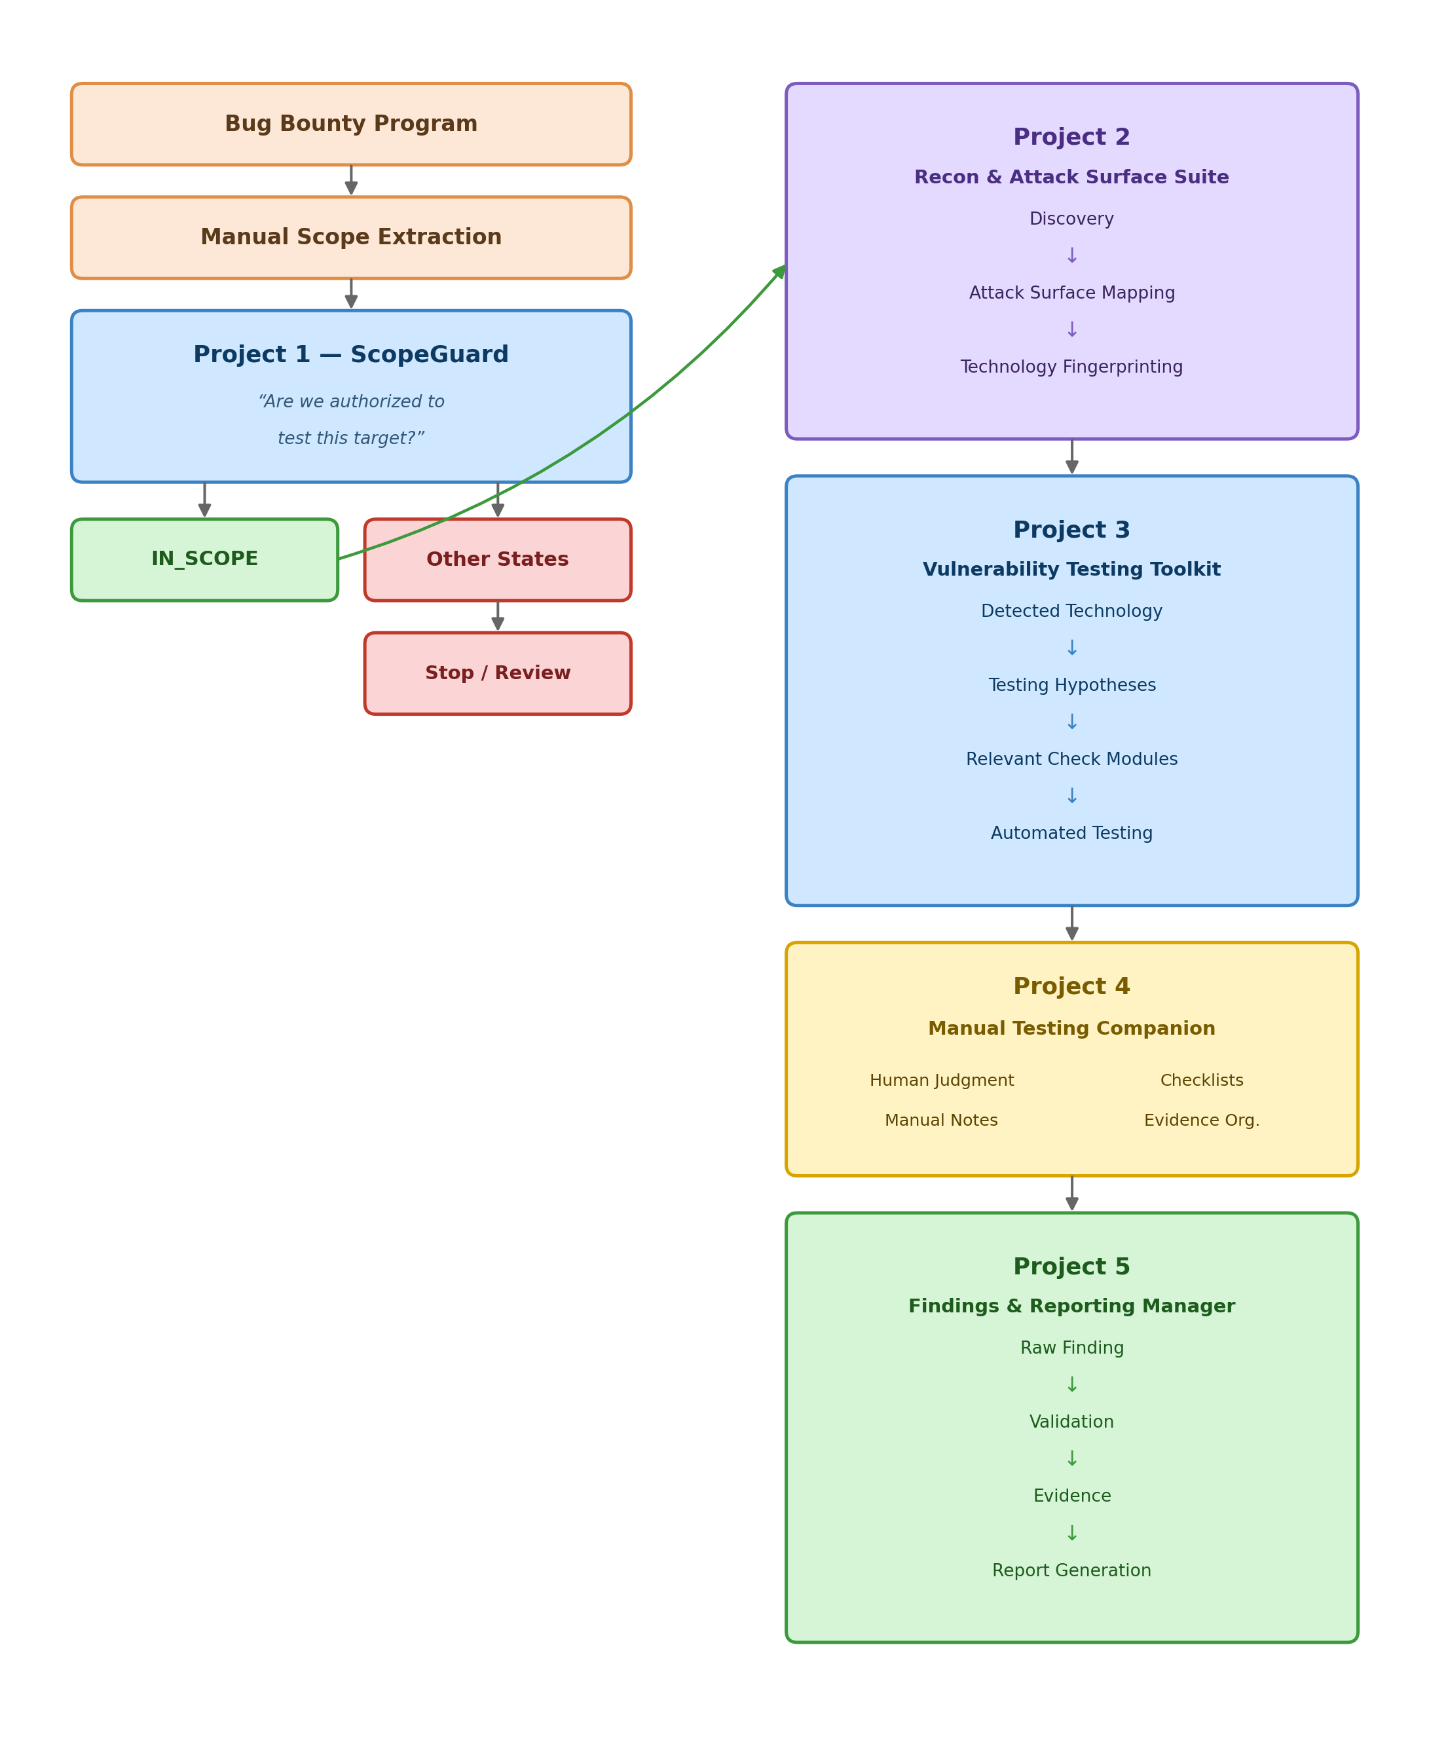 Bug Bounty Program
Manual Scope Extraction
Project 1 — ScopeGuard
“Are we authorized to
test this target?”
IN_SCOPE
Other States
Stop / Review
Project 2
Recon & Attack Surface Suite
Discovery
↓
Attack Surface Mapping
↓
Technology Fingerprinting
Project 3
Vulnerability Testing Toolkit
Detected Technology
↓
Testing Hypotheses
↓
Relevant Check Modules
↓
Automated Testing
Project 4
Manual Testing Companion
Human Judgment
Checklists
Manual Notes
Evidence Org.
Project 5
Findings & Reporting Manager
Raw Finding
↓
Validation
↓
Evidence
↓
Report Generation